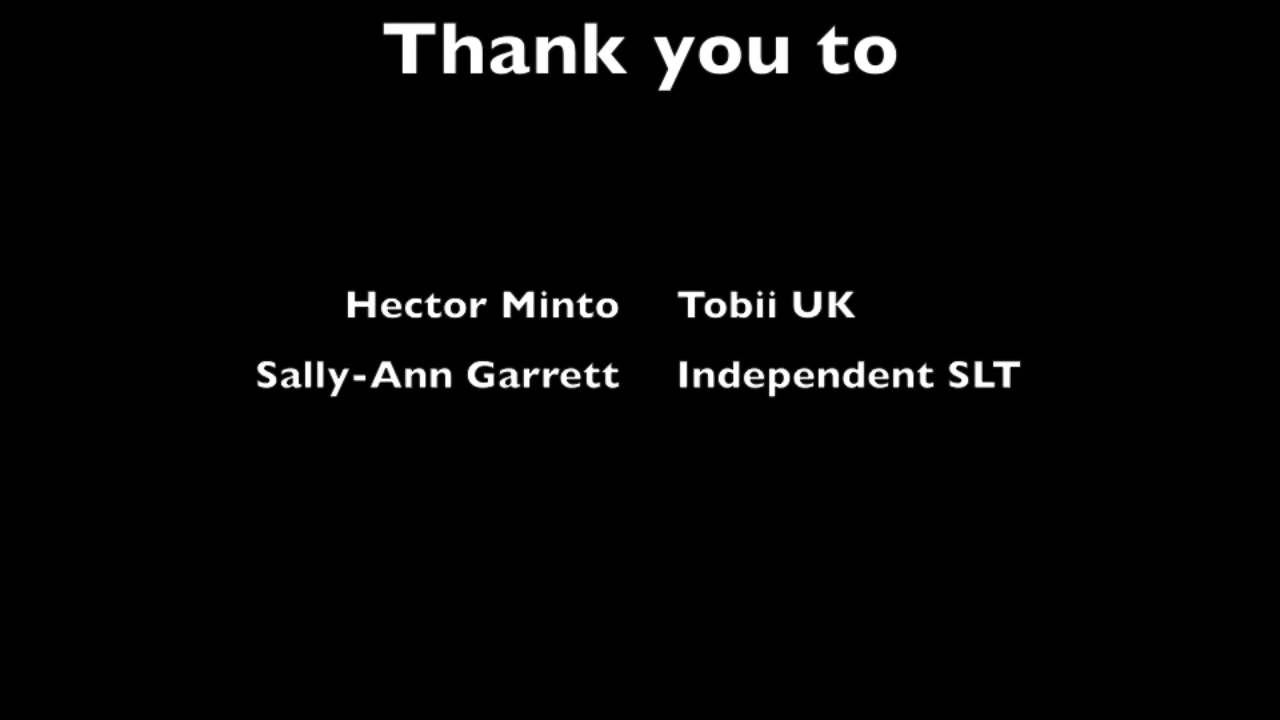 Thank you to
Hector Minto Tobii UK
Sally-Ann Garrett Independent SLT